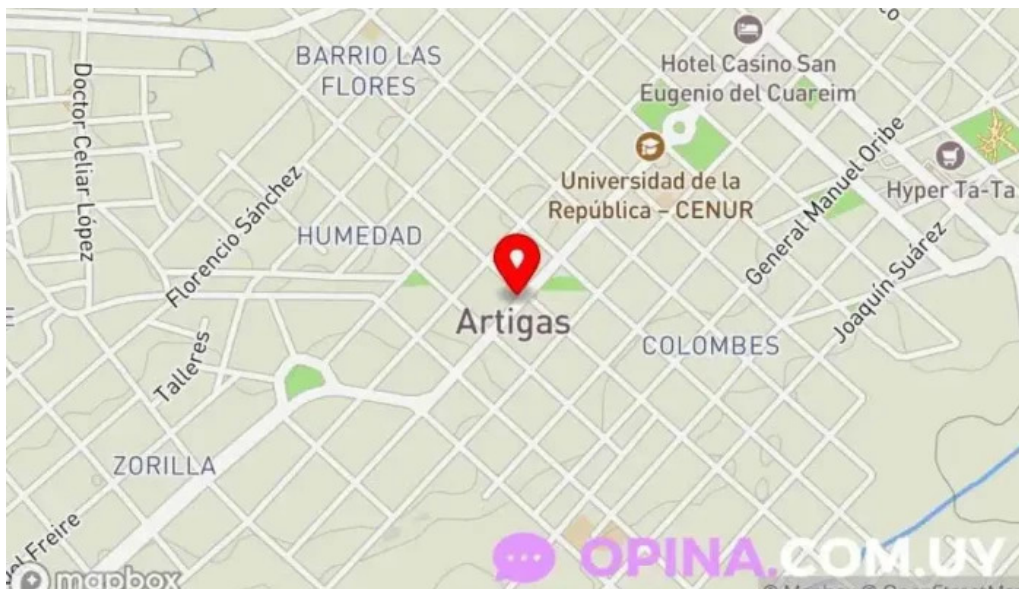 BARRIO LAS
FLORES
Hotel Casino San
Eugenio del Cuareim
Doctor Celiar López
Universidad de la
República – CENUR
General Manuel Oribe
Hyper Ta-Ta
Florencio Sánchez
HUMEDAD
Joaquín Suárez
Artigas
COLOMBES
Talleres
ZORILLA
Freire
mapbox
OPINA.COM.UY